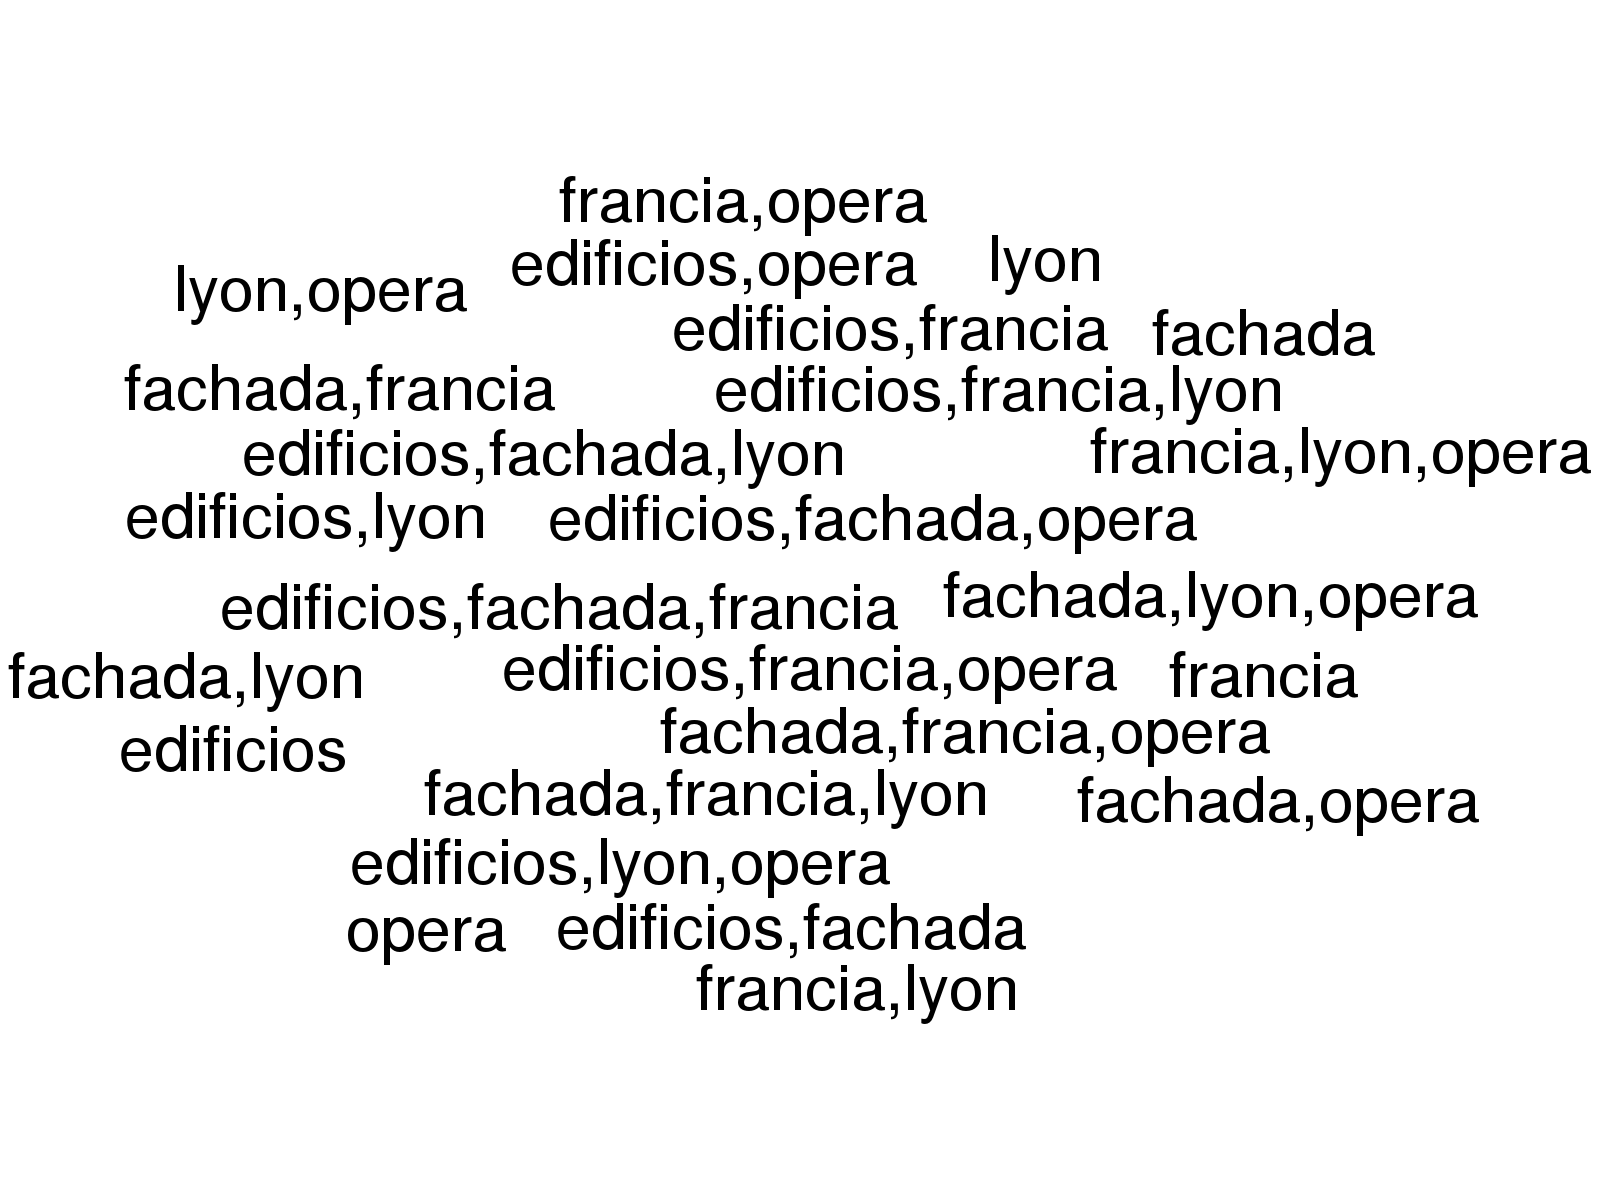 francia,opera
edificios,opera
lyon
lyon,opera
edificios,francia
fachada
fachada,francia
edificios,francia,lyon
edificios,fachada,lyon
francia,lyon,opera
edificios,lyon
edificios,fachada,opera
edificios,fachada,francia
fachada,lyon,opera
fachada,lyon
edificios,francia,opera
francia
edificios
fachada,francia,opera
fachada,francia,lyon
fachada,opera
edificios,lyon,opera
opera
edificios,fachada
francia,lyon